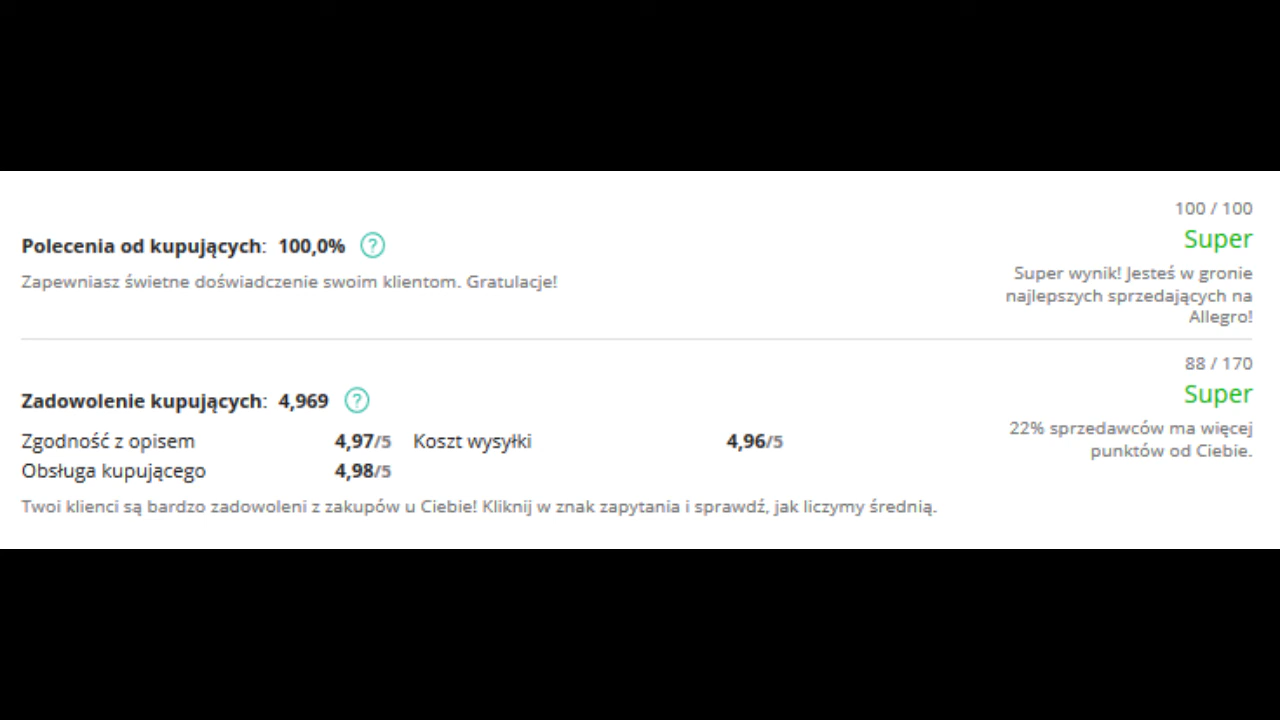 Polecenia od kupujących: 100,0% ?
Zapewniasz świetne doświadczenie swoim klientom. Gratulacje!
100 / 100
Super
Super wynik! Jesteś w gronie
najlepszych sprzedających na
Allegro!
Zadowolenie kupujących: 4,969 ?
Zgodność z opisem 4,97/5 Koszt wysyłki 4,96/5
Obsługa kupującego 4,98/5
Twoi klienci są bardzo zadowoleni z zakupów u Ciebie! Kliknij w znak zapytania i sprawdź, jak liczymy średnią.
88 / 170
Super
22% sprzedawców ma więcej
punktów od Ciebie.